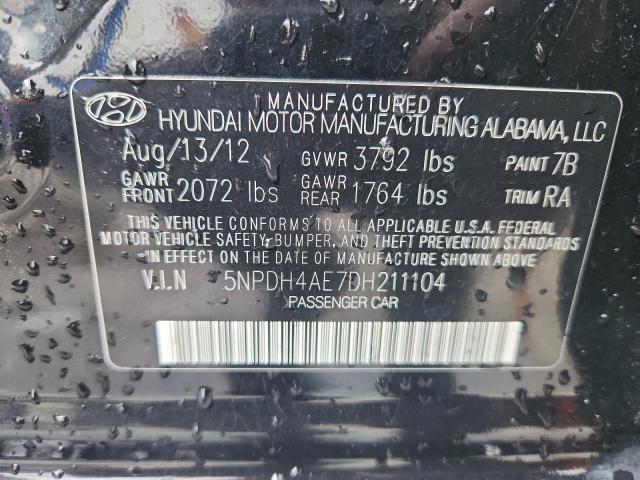 MANUFACTURED BY
HYUNDAI MOTOR MANUFACTURING ALABAMA, LLC
Aug/13/12 GVWR 3792 lbs PAINT 7B
GAWR FRONT 2072 lbs GAWR REAR 1764 lbs TRIM RA
THIS VEHICLE CONFORMS TO ALL APPLICABLE U.S.A. FEDERAL
MOTOR VEHICLE SAFETY, BUMPER, AND THEFT PREVENTION
STANDARDS IN EFFECT ON THE DATE OF MANUFACTURE SHOWN ABOVE.
V.I.N 5NPDH4AE7DH211104
PASSENGER CAR